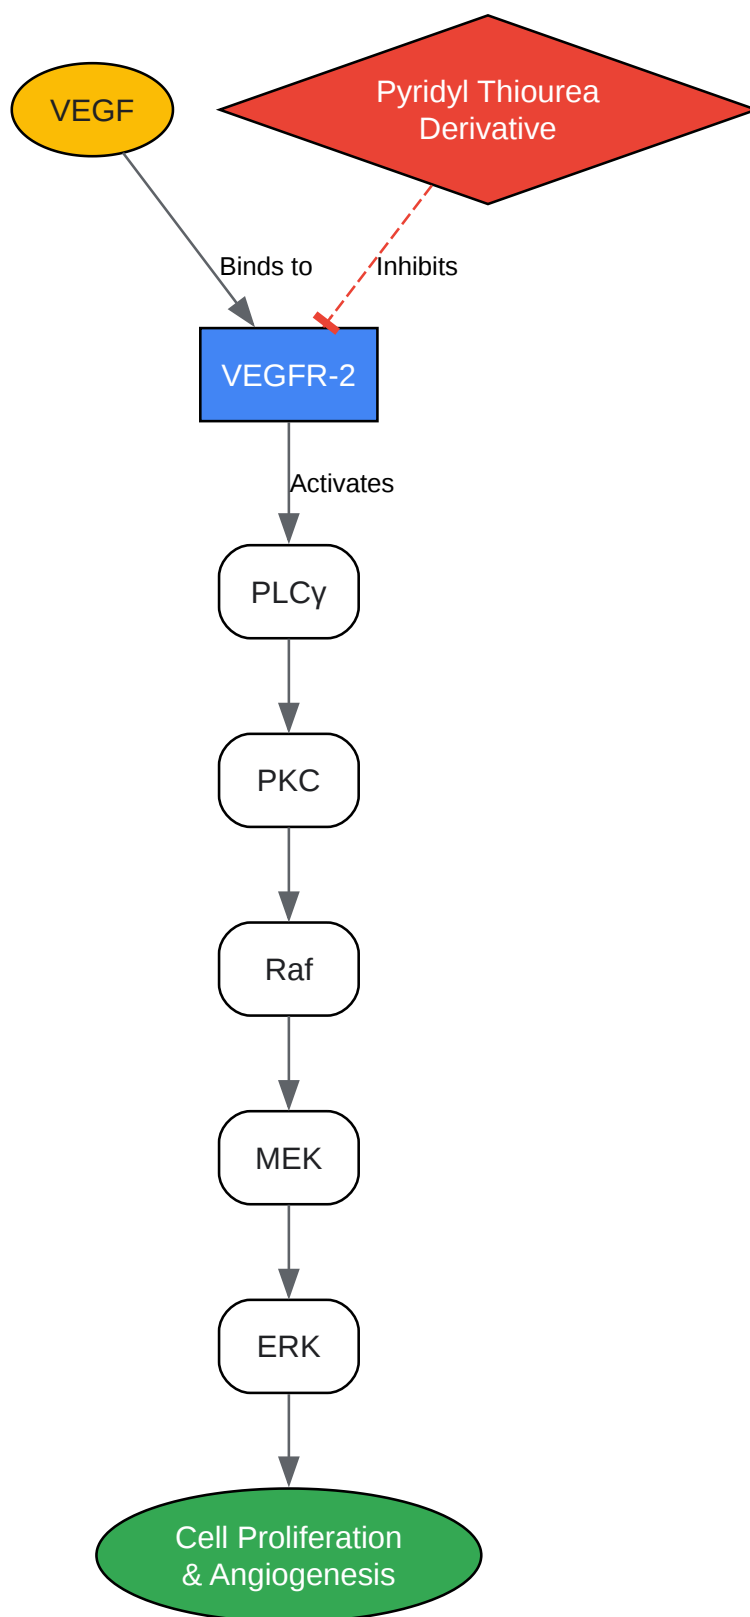 VEGF
Pyridyl Thiourea
Derivative
Binds to
Inhibits
VEGFR-2
Activates
PLCγ
PKC
Raf
MEK
ERK
Cell Proliferation
& Angiogenesis